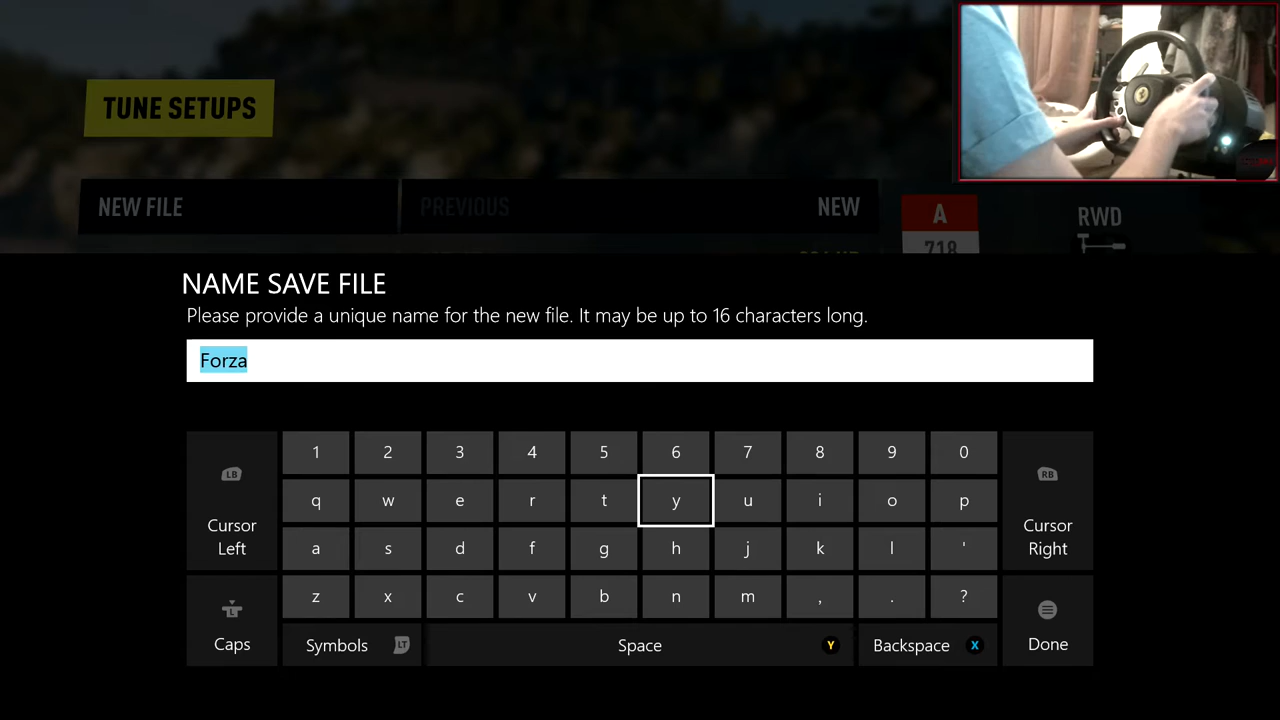 TUNE SETUPS
NEW FILE PREVIOUS NEW
A RWD
718
NAME SAVE FILE
Please provide a unique name for the new file. It may be up to 16 characters long.
Forza
1 2 3 4 5 6 7 8 9 0
LB RB
q w e r t y u i o p
Cursor Left Cursor Right
a s d f g h j k l '
z x c v b n m , . ?
L
Caps Symbols LT Space Y Backspace X Done